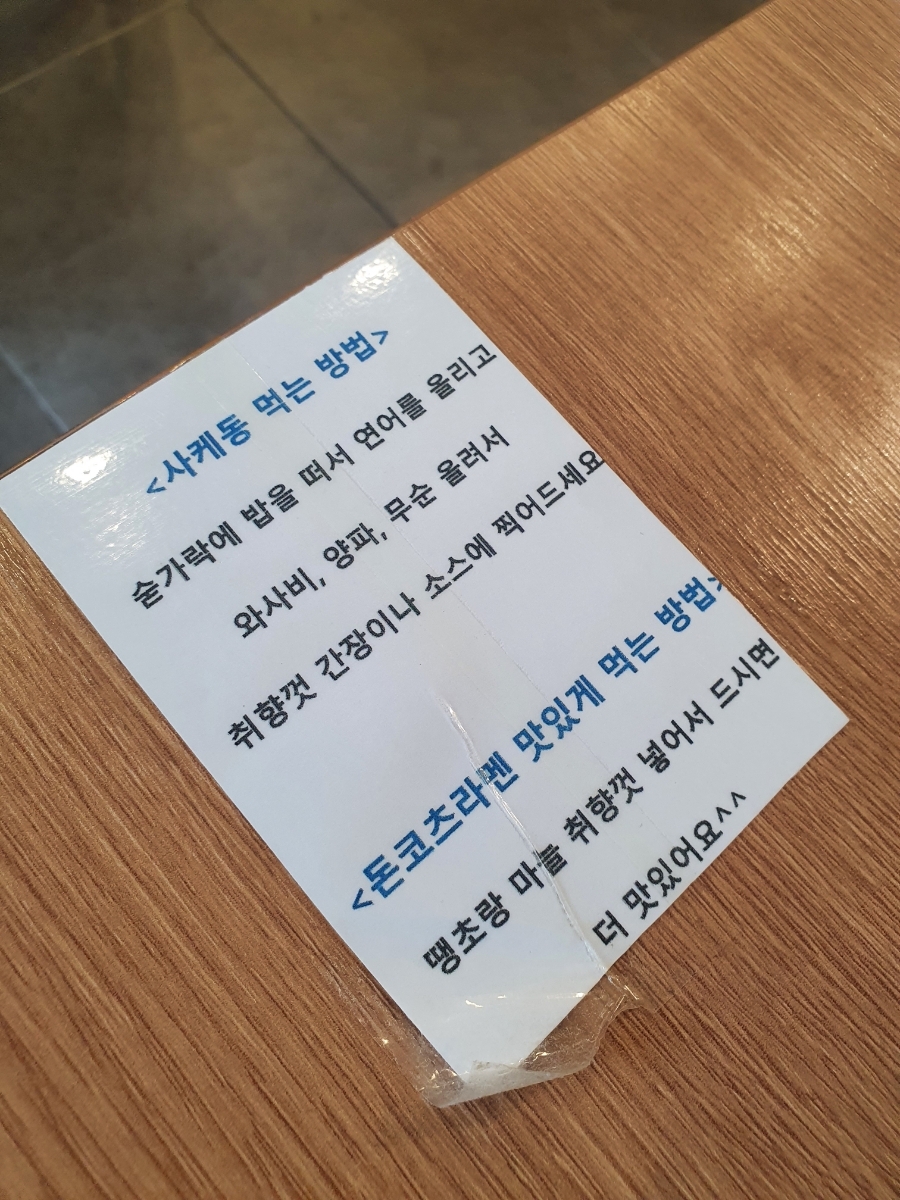 <사케동 먹는 방법>
숟가락에 밥을 떠서 연어를 올리고
와사비, 양파, 무순 올려서
취향껏 간장이나 소스에 찍어드세요
<돈코츠라멘 맛있게 먹는 방법>
땡초랑 마늘 취향껏 넣어서 드시면
더 맛있어요^^